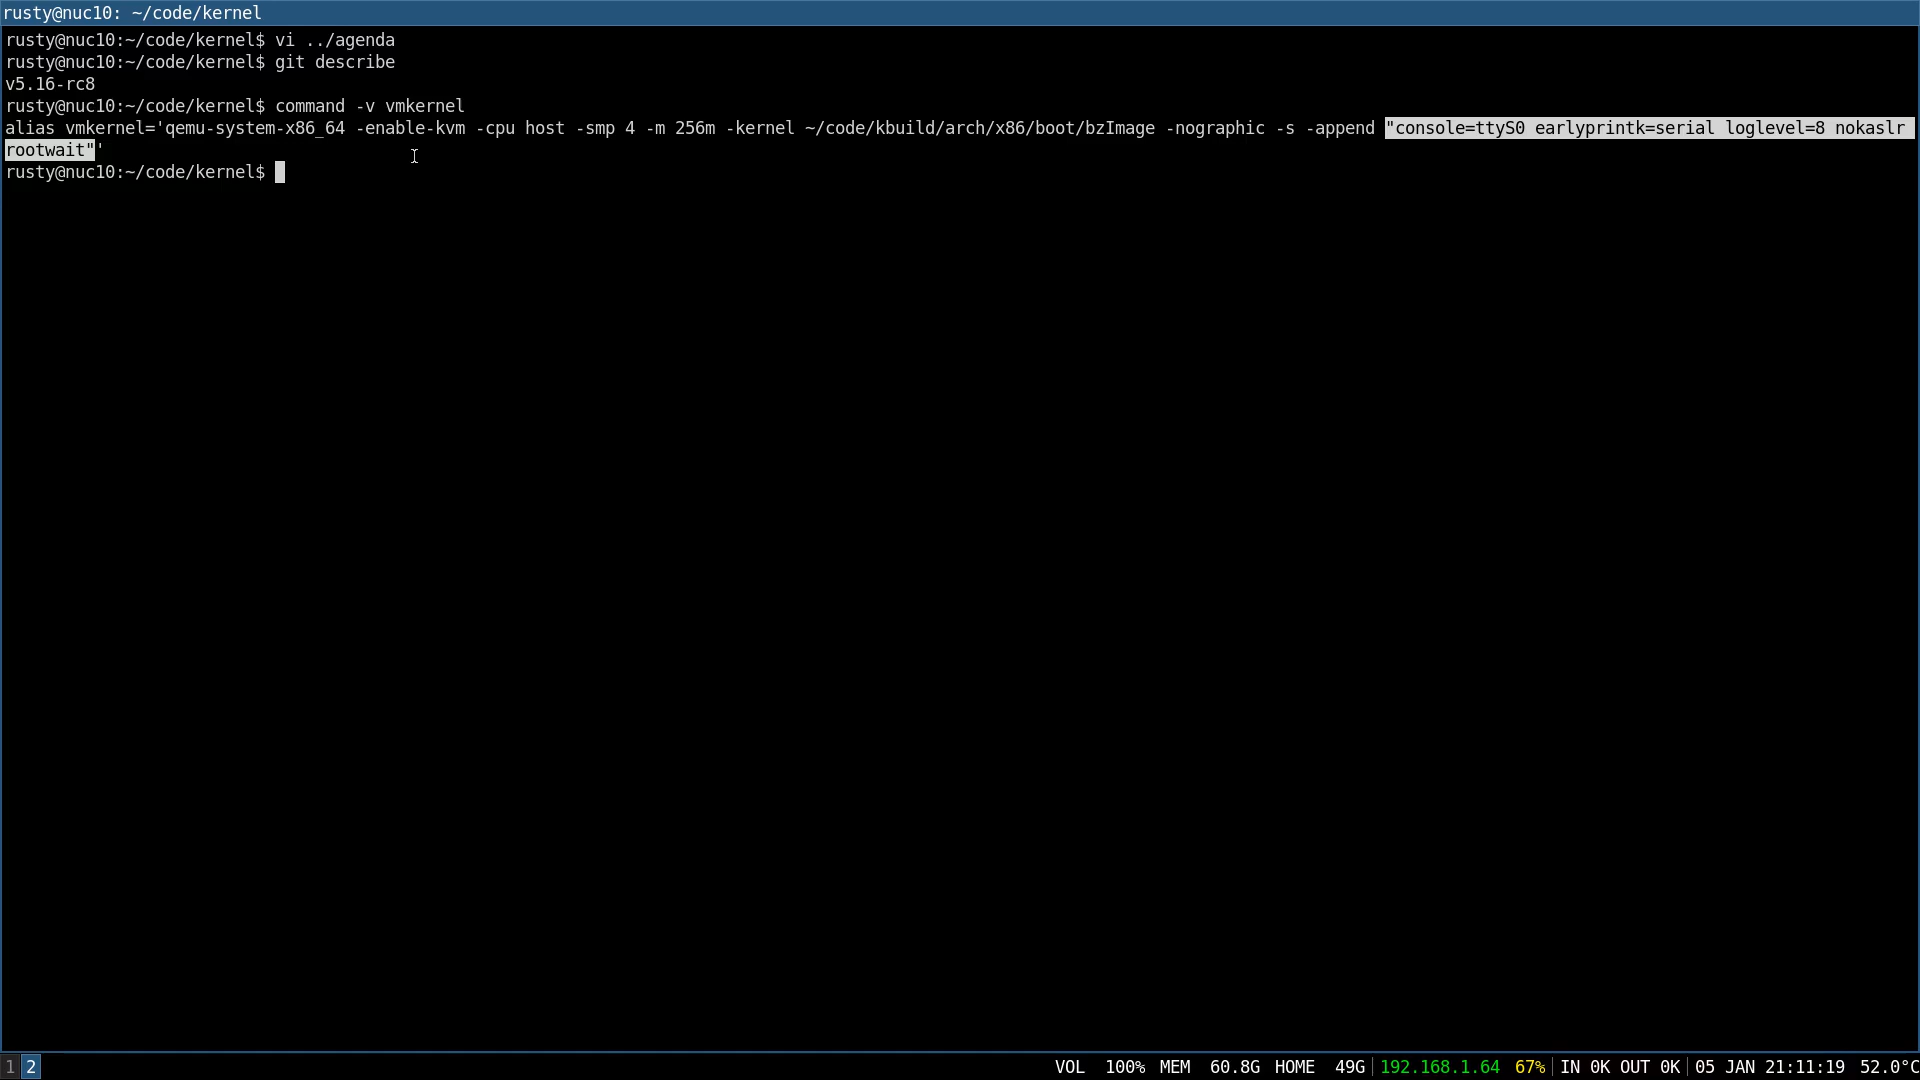 rusty@nuc10: ~/code/kernel
rusty@nuc10:~/code/kernel$ vi ../agenda
rusty@nuc10:~/code/kernel$ git describe
v5.16-rc8
rusty@nuc10:~/code/kernel$ command -v vmkernel
alias vmkernel='qemu-system-x86_64 -enable-kvm -cpu host -smp 4 -m 256m -kernel ~/code/kbuild/arch/x86/boot/bzImage -nographic -s -append "console=ttyS0 earlyprintk=serial loglevel=8 nokaslr
rootwait"'
rusty@nuc10:~/code/kernel$
1 2 VOL 100% MEM 60.8G HOME 49G 192.168.1.64 67% IN 0K OUT 0K 05 JAN 21:11:19 52.0°C